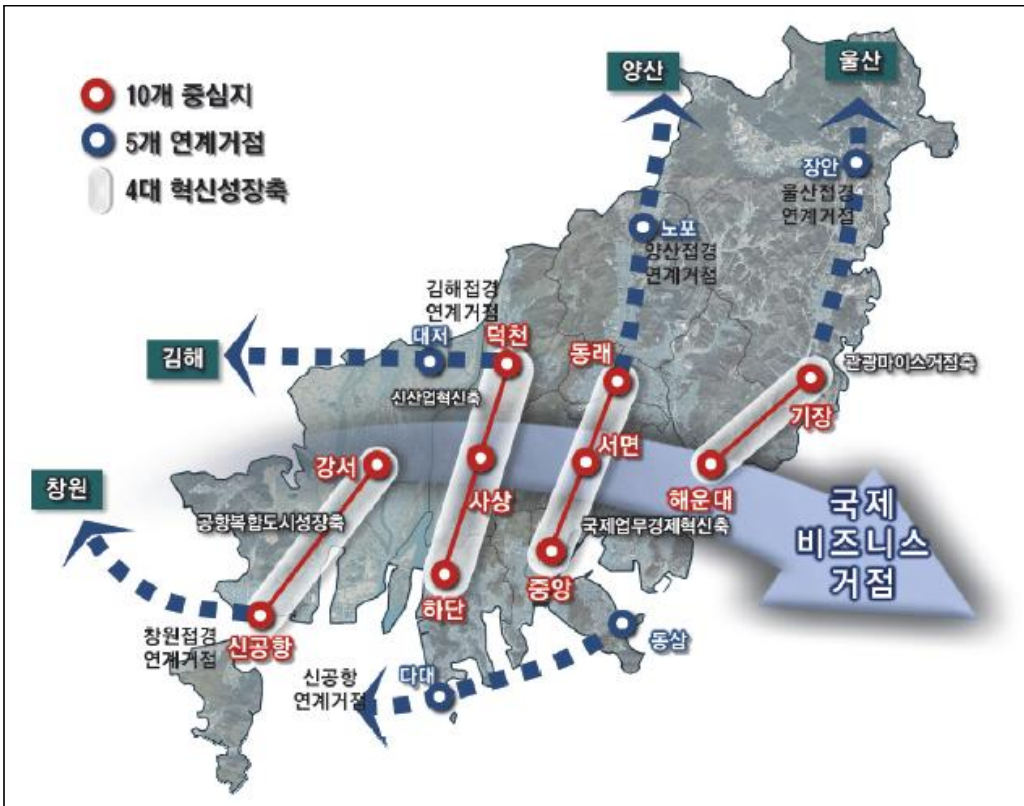 10개 중심지
5개 연계거점
4대 혁신성장축
양산
울산
장안
울산접경
연계거점
노포
양산접경
연계거점
김해접경
연계거점
대저
덕천
김해
동래
관광마이스거점축
신산업혁신축
기장
강서
사상
서면
해운대
창원
공항복합도시성장축
국제업무경제혁신축
국제
비즈니스
거점
하단
중앙
창원접경
연계거점
신공항
동삼
신공항
연계거점
다대